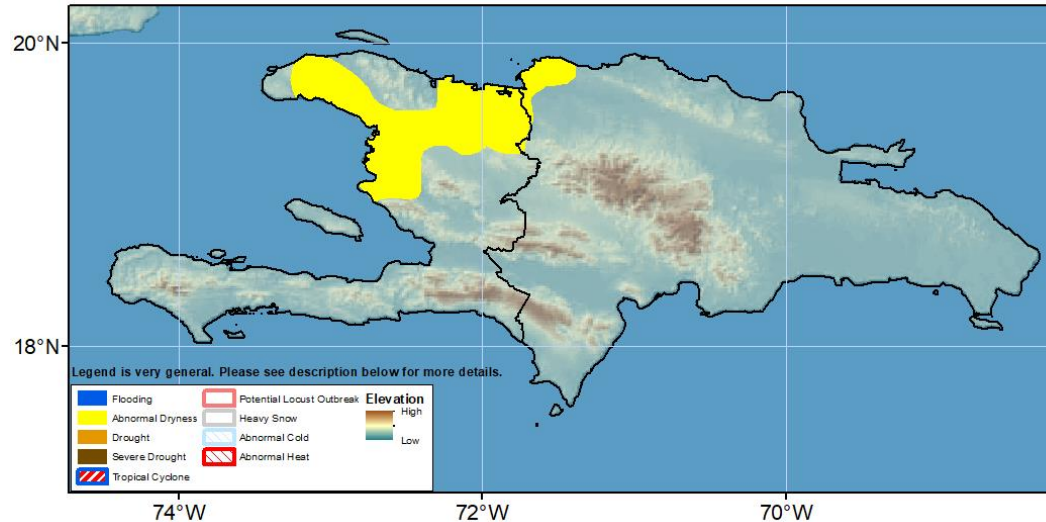 20°N
18°N
Legend is very general. Please see description below for more details.
Flooding
Abnormal Dryness
Drought
Severe Drought
Tropical Cyclone
Potential Locust Outbreak
Heavy Snow
Abnormal Cold
Abnormal Heat
Elevation
High
Low
74°W
72°W
70°W